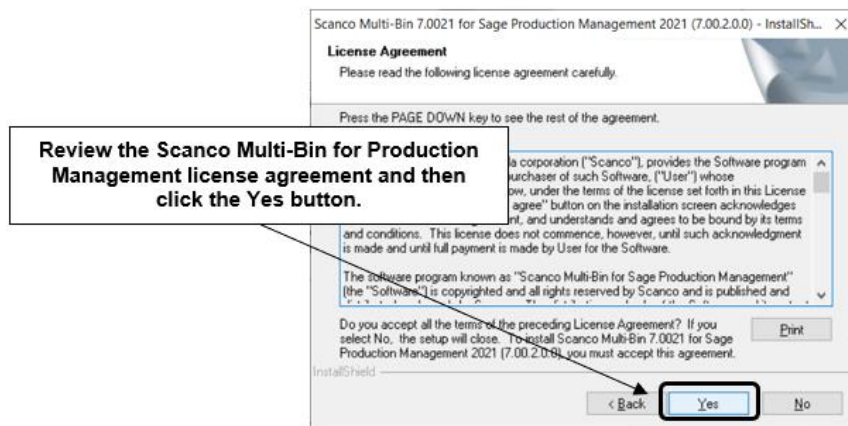 Scanco Multi-Bin 7.0021 for Sage Production Management 2021 (7.00.2.0.0) - InstallSh...
License Agreement
Please read the following license agreement carefully.
Press the PAGE DOWN key to see the rest of the agreement.
Review the Scanco Multi-Bin for Production
Management license agreement and then
click the Yes button.
a corporation ("Scanco"), provides the Software program
urchaser of such Software, ("User") whose
ow, under the terms of the license set forth in this License
agree" button on the installation screen acknowledges
nt, and understands and agrees to be bound by its terms
and conditions. This license does not commence, however, until such acknowledgment
is made and until full payment is made by User for the Software.
The software program known as "Scanco Multi-Bin for Sage Production Management"
(the "Software") is copyrighted and all rights reserved by Scanco and is published and
Do you accept all the terms of the preceding License Agreement? If you
select No, the setup will close. To install Scanco Multi-Bin 7.0021 for Sage
Production Management 2021 (7.00.2.0.0), you must accept this agreement.
Print
InstallShield
< Back
Yes
No